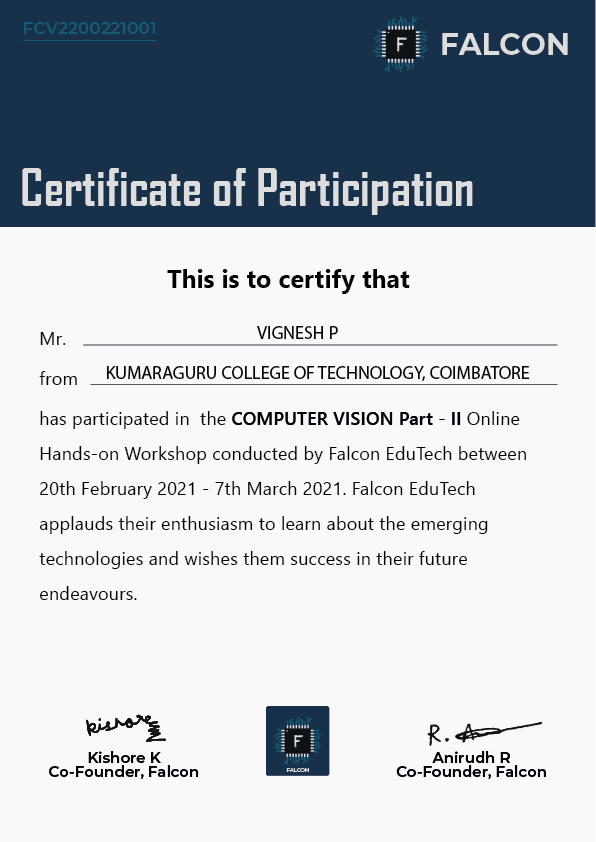 FCV2200221001
F
FALCON
Certificate of Participation
This is to certify that
Mr. VIGNESH P
from KUMARAGURU COLLEGE OF TECHNOLOGY, COIMBATORE
has participated in the COMPUTER VISION Part - II Online
Hands-on Workshop conducted by Falcon EduTech between
20th February 2021 - 7th March 2021. Falcon EduTech
applauds their enthusiasm to learn about the emerging
technologies and wishes them success in their future
endeavours.
kishore
R.
F
FALCON
Kishore K
Co-Founder, Falcon
Anirudh R
Co-Founder, Falcon